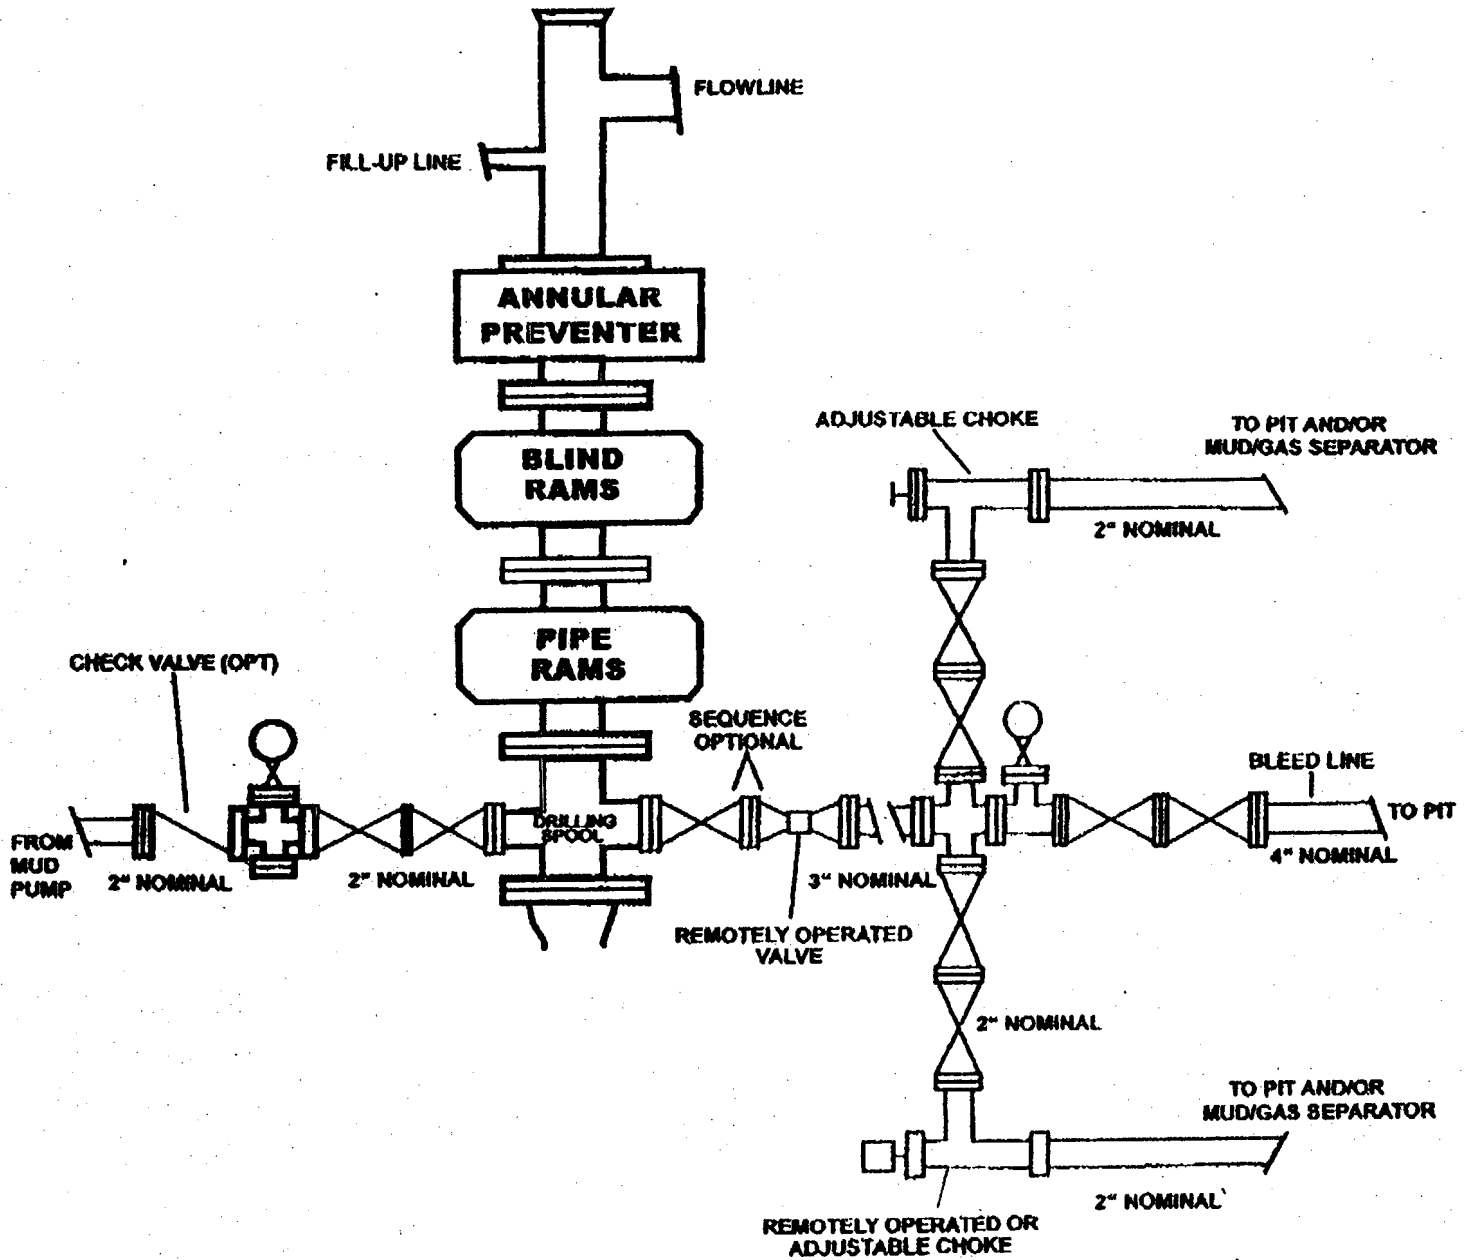 FLOWLINE
FILL-UP LINE
ANNULAR
PREVENTER
BLIND
RAMS
PIPE
RAMS
ADJUSTABLE CHOKE
TO PIT AND/OR
MUD/GAS SEPARATOR
2" NOMINAL
CHECK VALVE (OPT)
SEQUENCE
OPTIONAL
BLEED LINE
TO PIT
4" NOMINAL
DRILLING
SPOOL
FROM
MUD
PUMP
2" NOMINAL
2" NOMINAL
3" NOMINAL
REMOTELY OPERATED
VALVE
2" NOMINAL
TO PIT AND/OR
MUD/GAS SEPARATOR
2" NOMINAL
REMOTELY OPERATED OR
ADJUSTABLE CHOKE